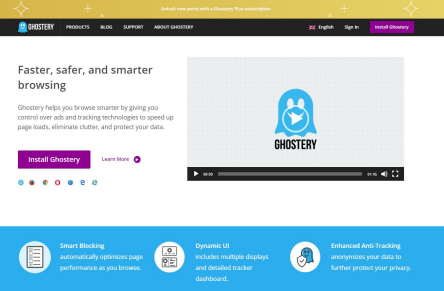 Unlock new perks with a Ghostery Plus subscription
GHOSTERY PRODUCTS BLOG SUPPORT ABOUT GHOSTERY English Sign In Install Ghostery
Faster, safer, and smarter
browsing
Ghostery helps you browse smarter by giving you
control over ads and tracking technologies to speed up
page loads, eliminate clutter, and protect your data.
Install Ghostery Learn More
GHOSTERY
00:00 01:45
Smart Blocking
automatically optimizes page
performance as you browse.
Dynamic UI
includes multiple displays
and detailed tracker
dashboard.
Enhanced Anti-Tracking
anonymizes your data to
further protect your privacy.